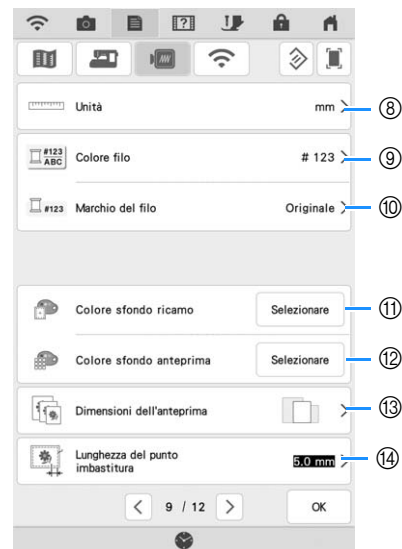 ?
Unità mm ⑧
#123
ABC
Colore filo # 123 ⑨
#123 Marchio del filo Originale ⑩
Colore sfondo ricamo Selezionare ⑪
Colore sfondo anteprima Selezionare ⑫
Dimensioni dell'anteprima ⑬
Lunghezza del punto
imbastitura
5.0 mm ⑭
9 / 12 OK